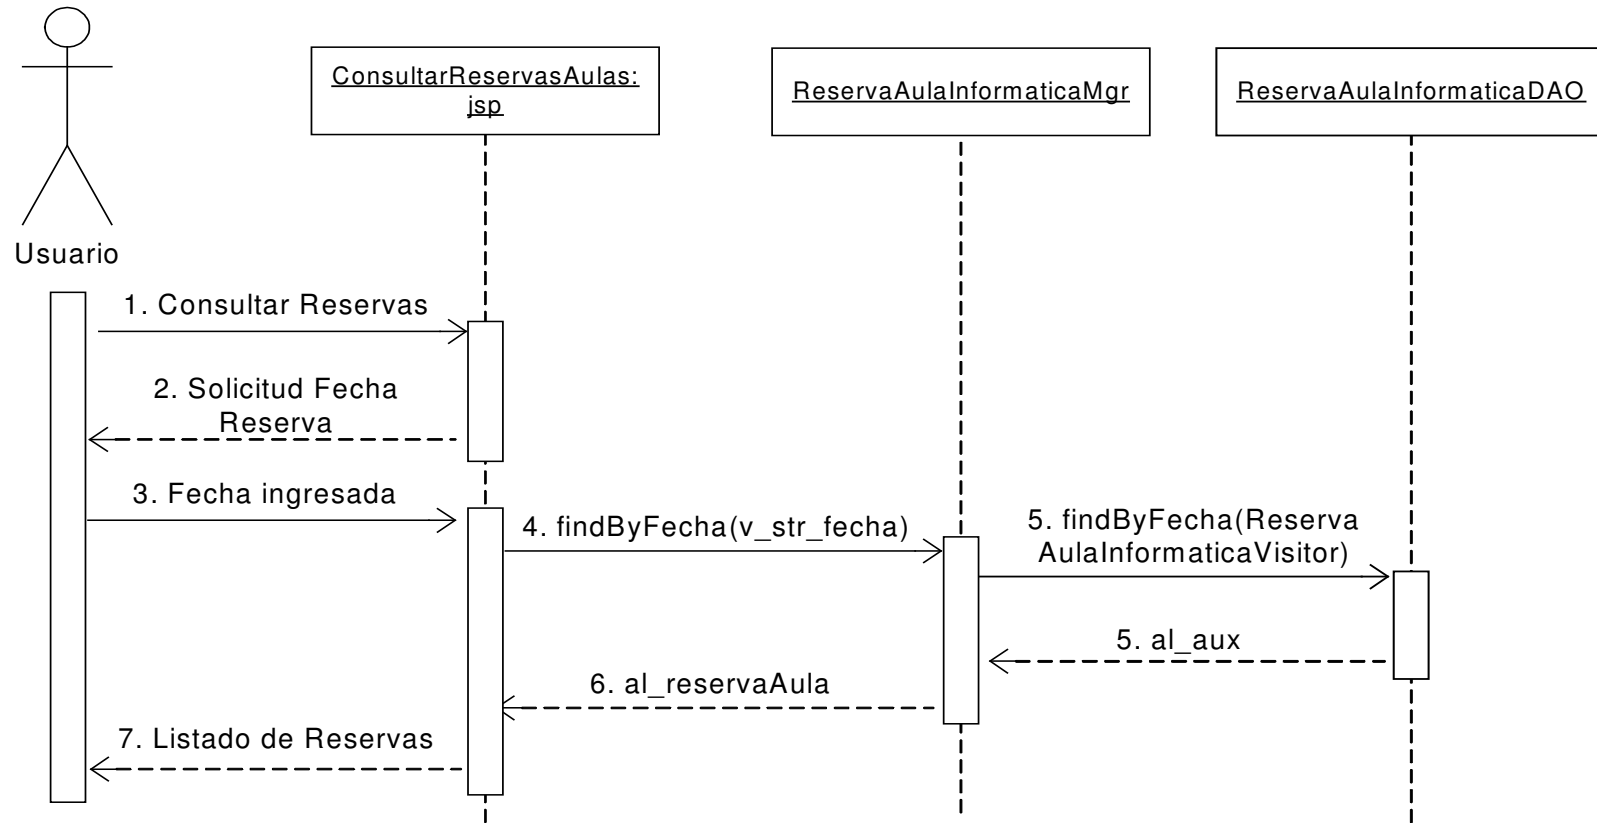 ConsultarReservasAulas:
jsp
ReservaAulaInformaticaMgr
ReservaAulaInformaticaDAO
Usuario
1. Consultar Reservas
2. Solicitud Fecha
Reserva
3. Fecha ingresada
4. findByFecha(v_str_fecha)
5. findByFecha(Reserva
AulaInformaticaVisitor)
5. al_aux
6. al_reservaAula
7. Listado de Reservas